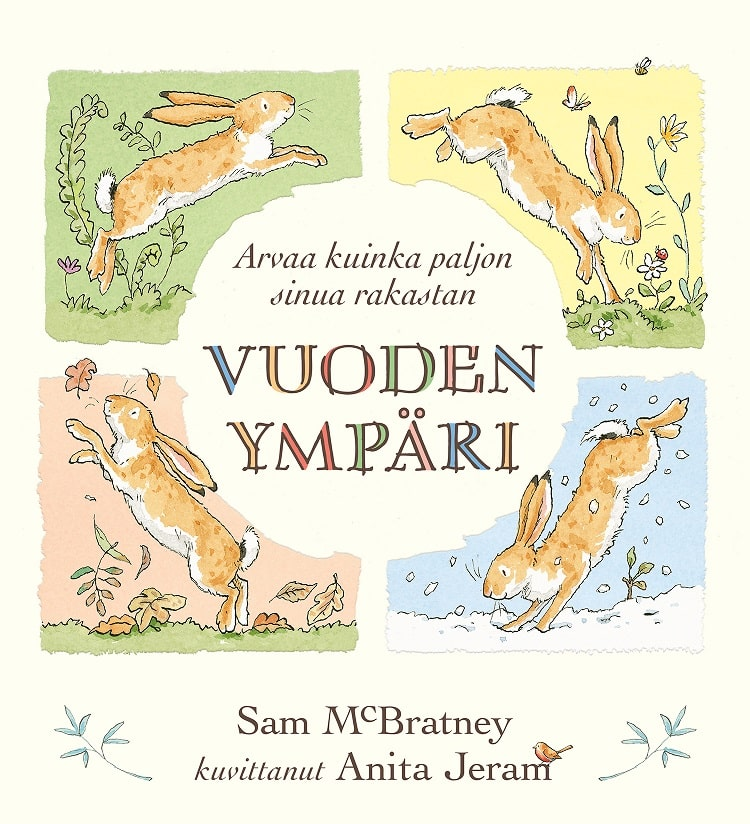 Arvaa kuinka paljon
sinua rakastan
VUODEN
YMPÄRI
Sam McBratney
kuvittanut Anita Jeram